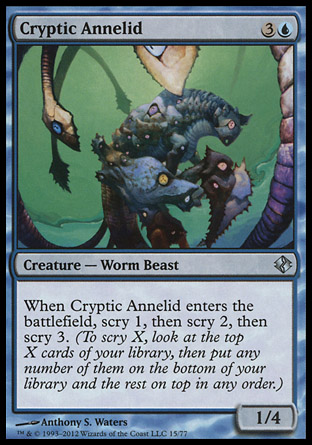 Cryptic Annelid 3
Creature — Worm Beast
When Cryptic Annelid enters the
battlefield, scry 1, then scry 2, then
scry 3. (To scry X, look at the top
X cards of your library, then put any
number of them on the bottom of your
library and the rest on top in any order.)
1/4
Anthony S. Waters
™ & © 1993–2012 Wizards of the Coast LLC 15/77